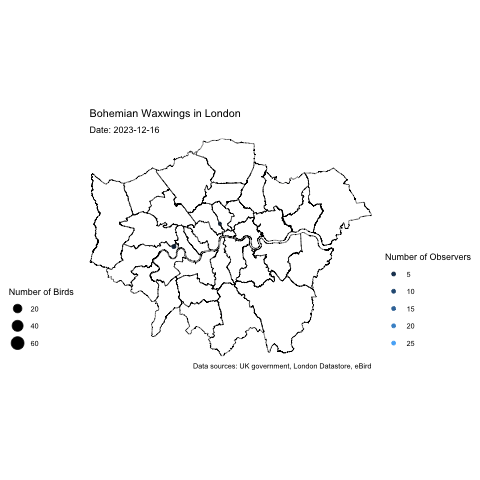 Bohemian Waxwings in London
Date: 2023-12-16
Number of Birds
20
40
60
Number of Observers
5
10
15
20
25
Data sources: UK government, London Datastore, eBird